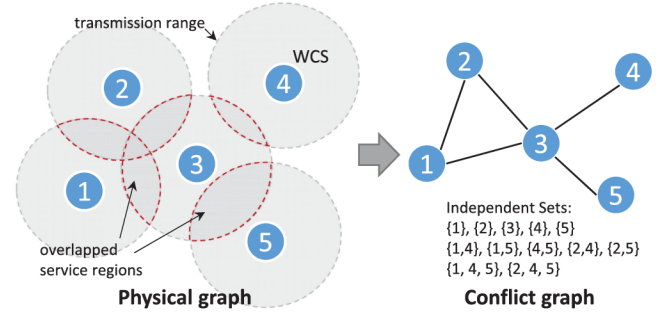 transmission range
WCS
2
4
3
1
5
overlapped
service regions
Physical graph
2
4
3
1
5
Independent Sets:
{1}, {2}, {3}, {4}, {5}
{1,4}, {1,5}, {4,5}, {2,4}, {2,5}
{1, 4, 5}, {2, 4, 5}
Conflict graph